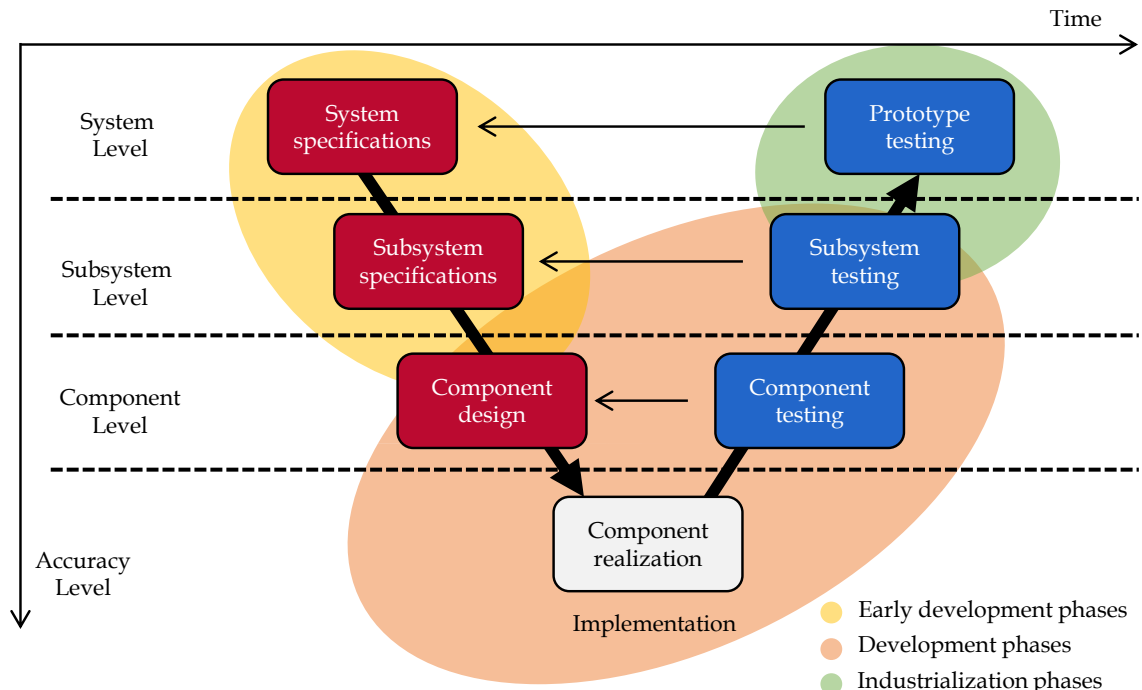 Time
System
Level
System
specifications
Prototype
testing
Subsystem
Level
Subsystem
specifications
Subsystem
testing
Component
Level
Component
design
Component
testing
Component
realization
Accuracy
Level
Implementation
Early development phases
Development phases
Industrialization phases